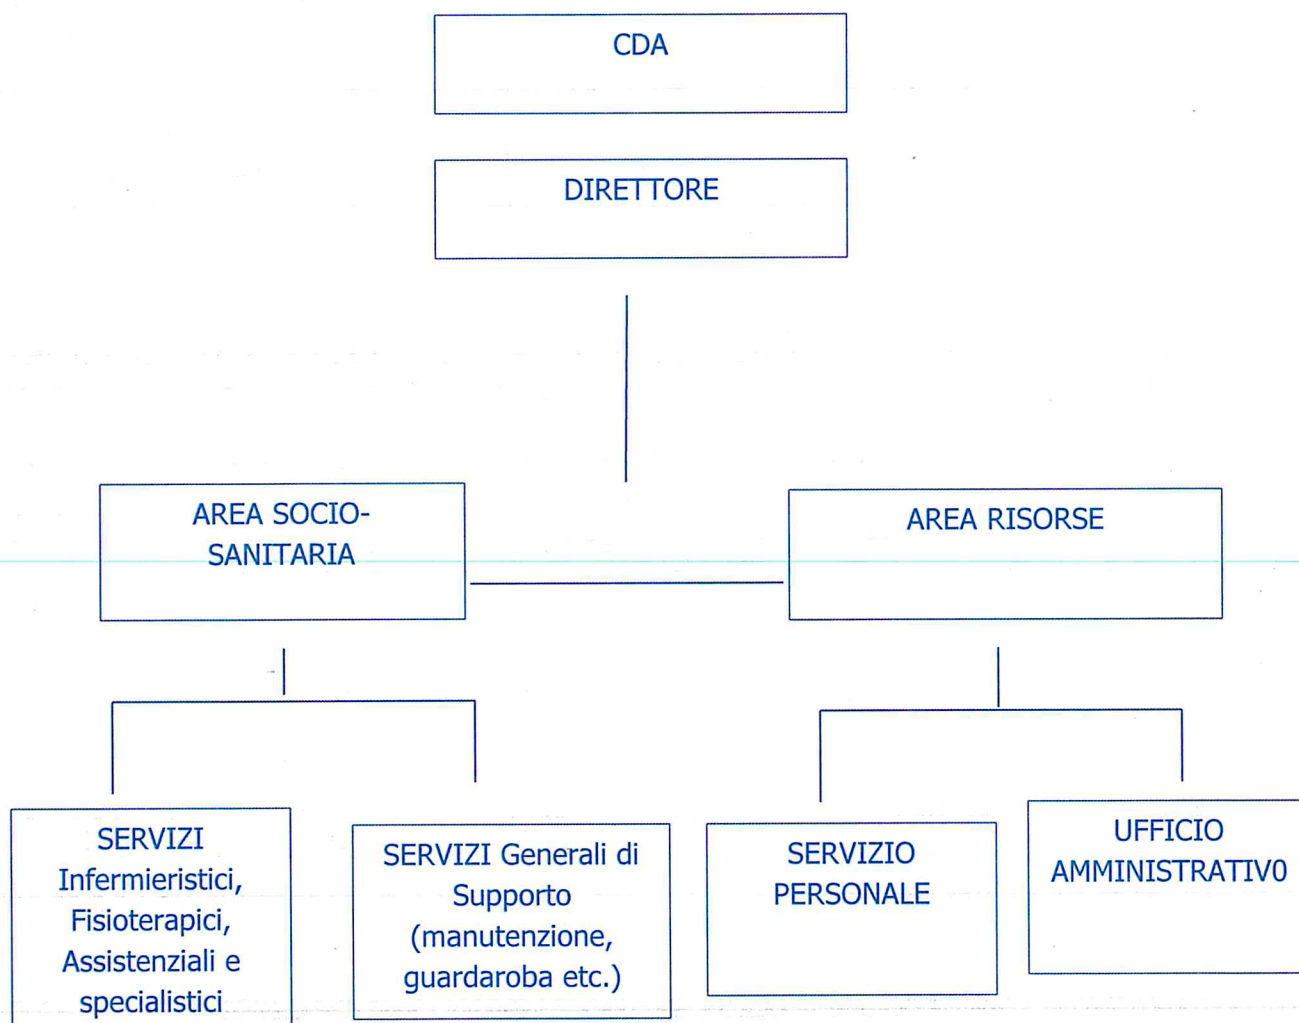 CDA
DIRETTORE
AREA SOCIO-
SANITARIA
AREA RISORSE
SERVIZI
Infermieristici,
Fisioterapici,
Assistenziali e
specialistici
SERVIZI Generali di
Supporto
(manutenzione,
guardaroba etc.)
SERVIZIO
PERSONALE
UFFICIO
AMMINISTRATIV0